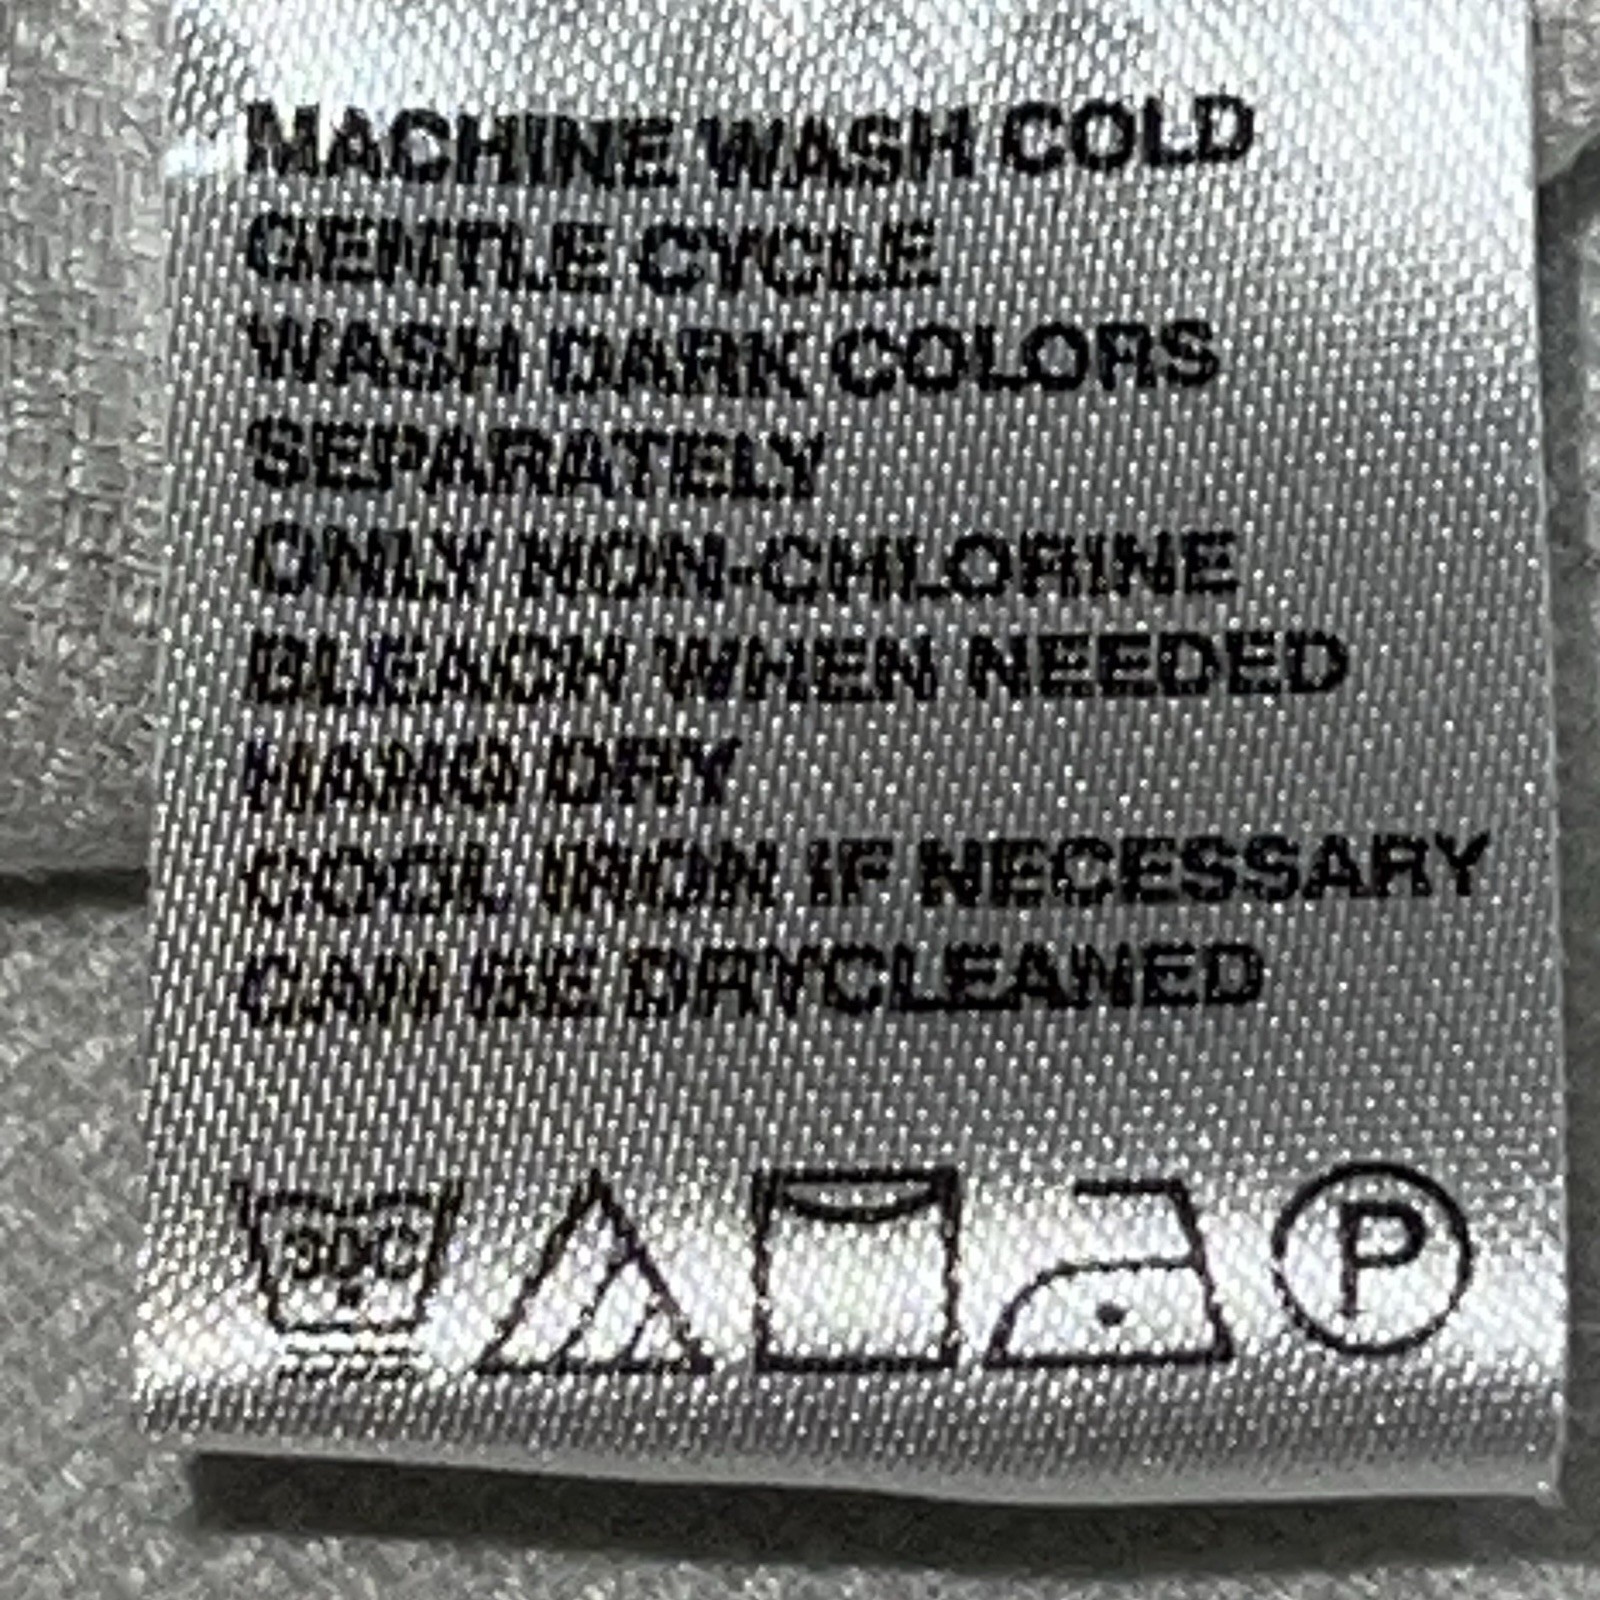 MACHINE WASH COLD
GENTLE CYCLE
WASH DARK COLORS
SEPARATELY
ONLY NON-CHLORINE
BLEACH WHEN NEEDED
HANG DRY
COOL IRON IF NECESSARY
CAN BE DRYCLEANED
30C P